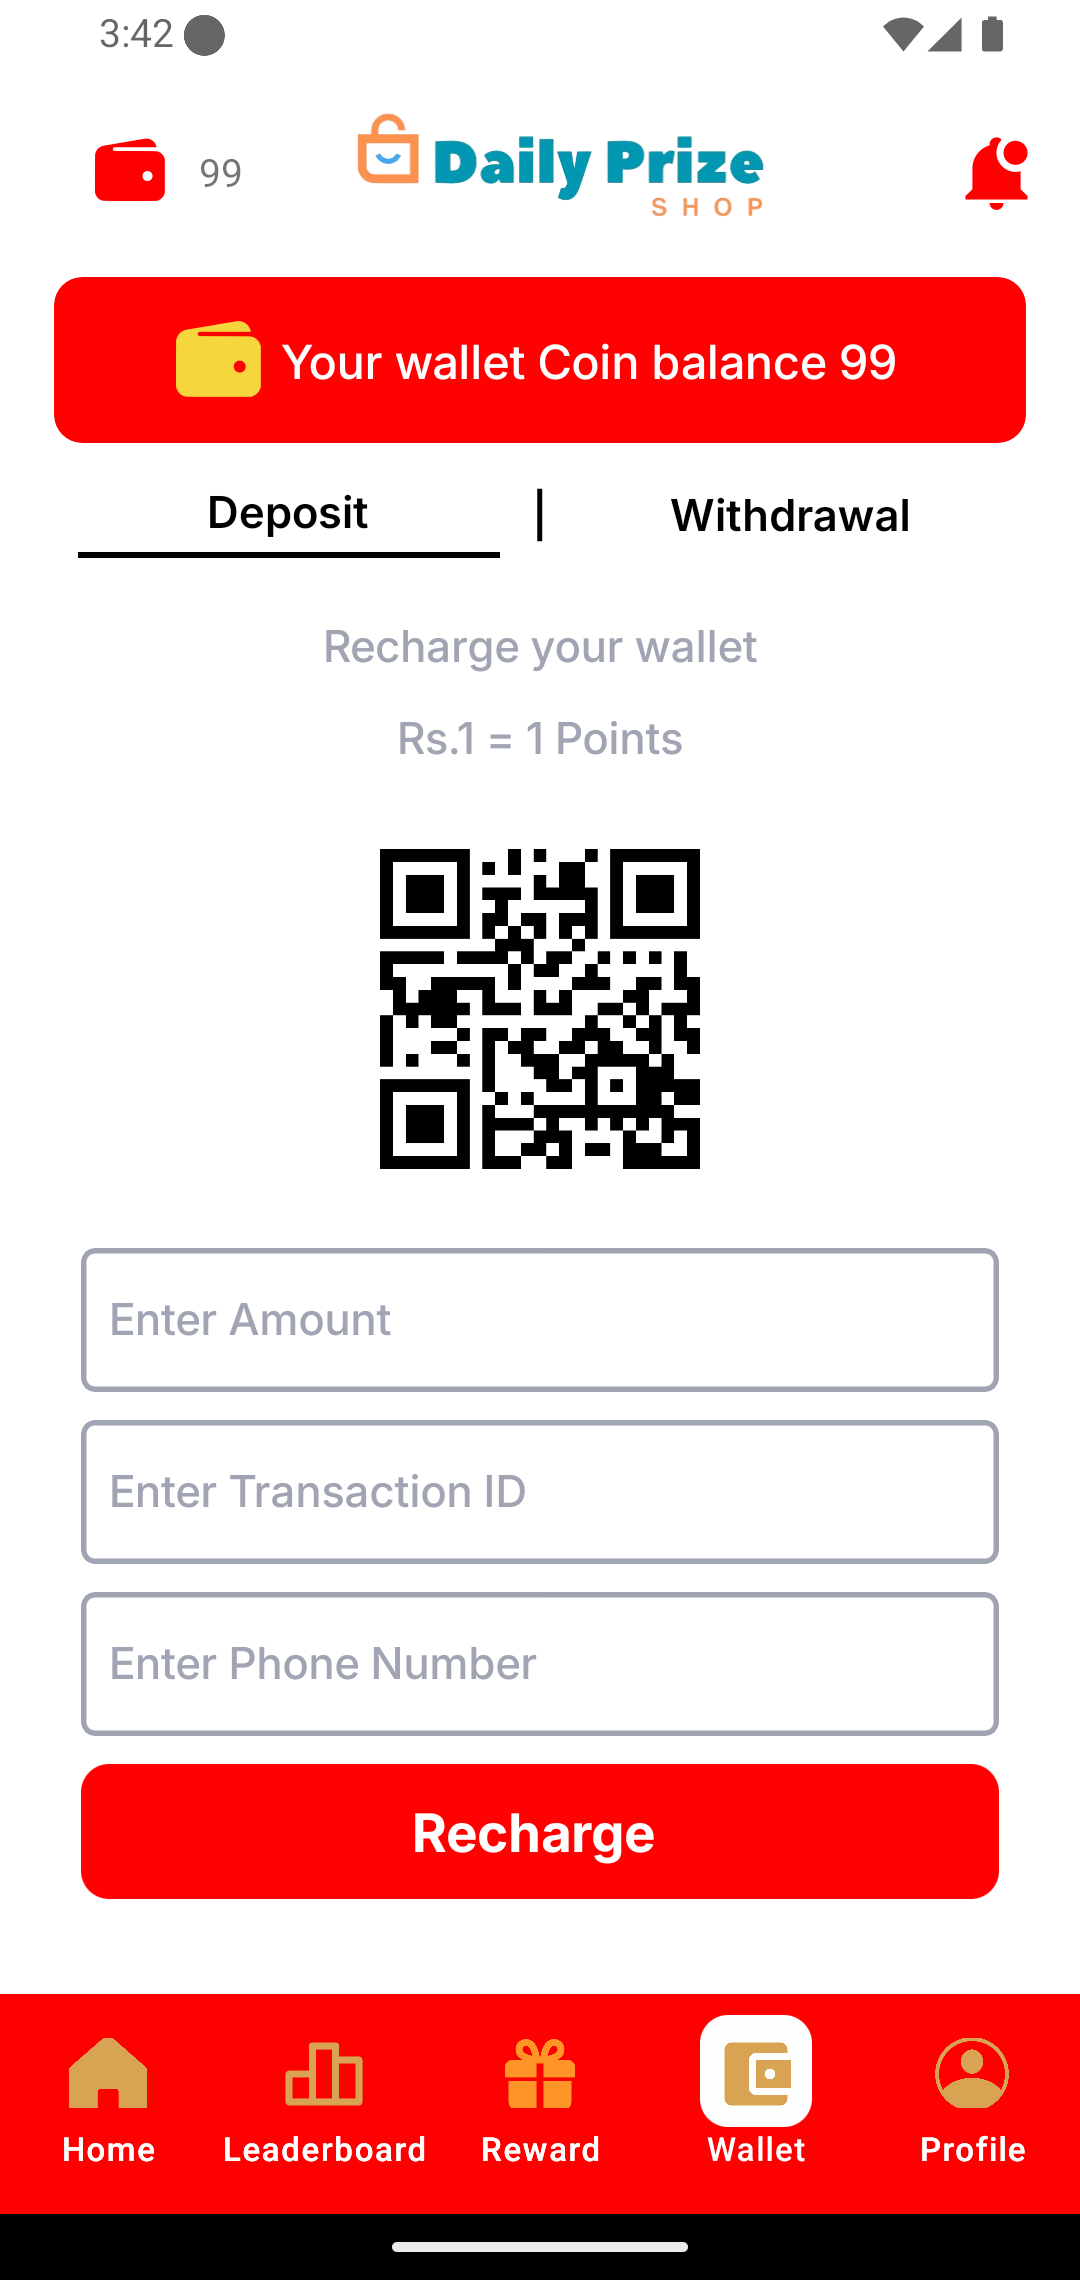 3:42
99
Daily Prize
SHOP
Your wallet Coin balance 99
Deposit | Withdrawal
Recharge your wallet
Rs.1 = 1 Points
Enter Amount
Enter Transaction ID
Enter Phone Number
Recharge
Home Leaderboard Reward Wallet Profile